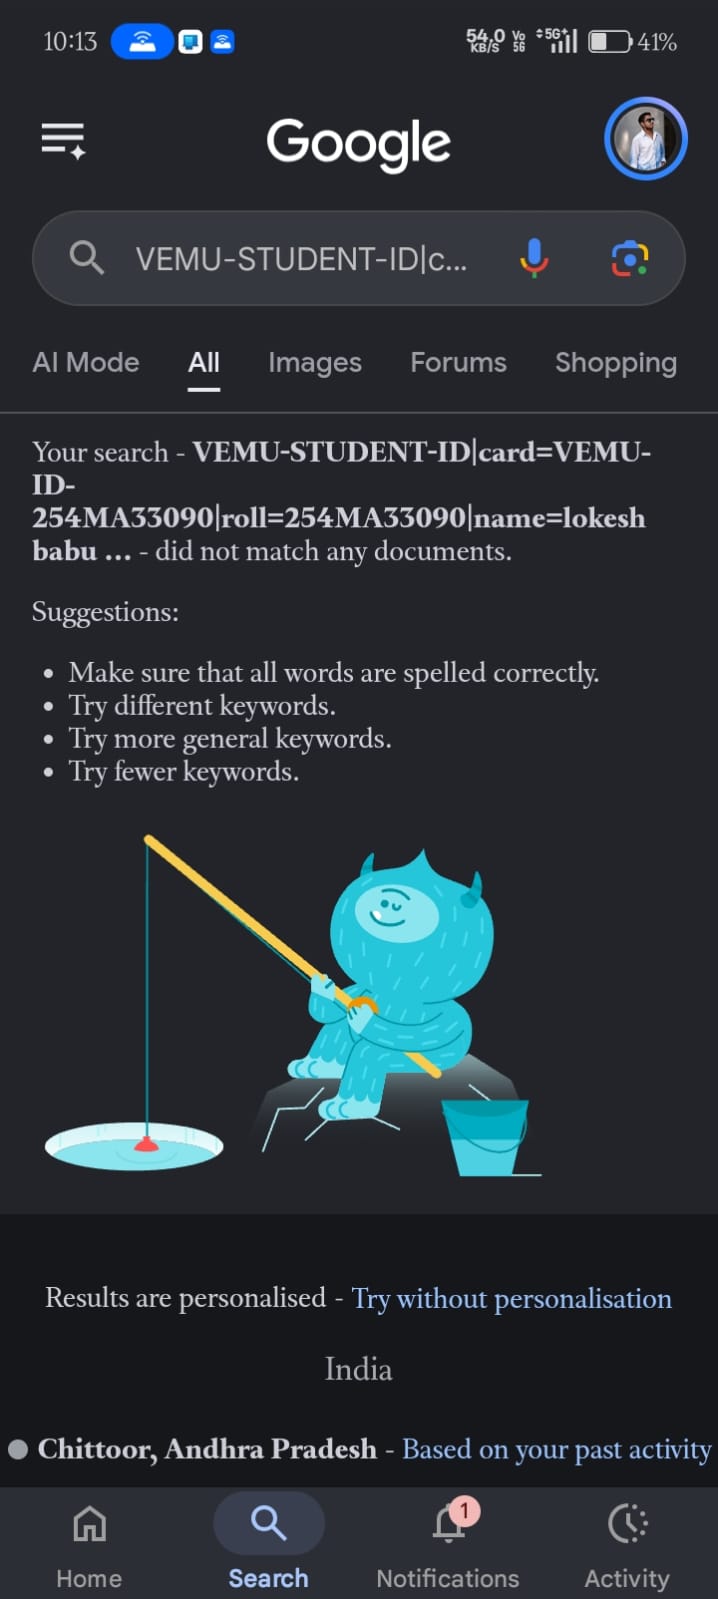 10:13
54.0 KB/S Vo 5G 5G+ 41%
Google
VEMU-STUDENT-ID|c...
AI Mode All Images Forums Shopping
Your search - VEMU-STUDENT-ID|card=VEMU-
ID-
254MA33090|roll=254MA33090|name=lokesh
babu ... - did not match any documents.
Suggestions:
Make sure that all words are spelled correctly.
Try different keywords.
Try more general keywords.
Try fewer keywords.
Results are personalised - Try without personalisation
India
Chittoor, Andhra Pradesh - Based on your past activity
1
Home Search Notifications Activity